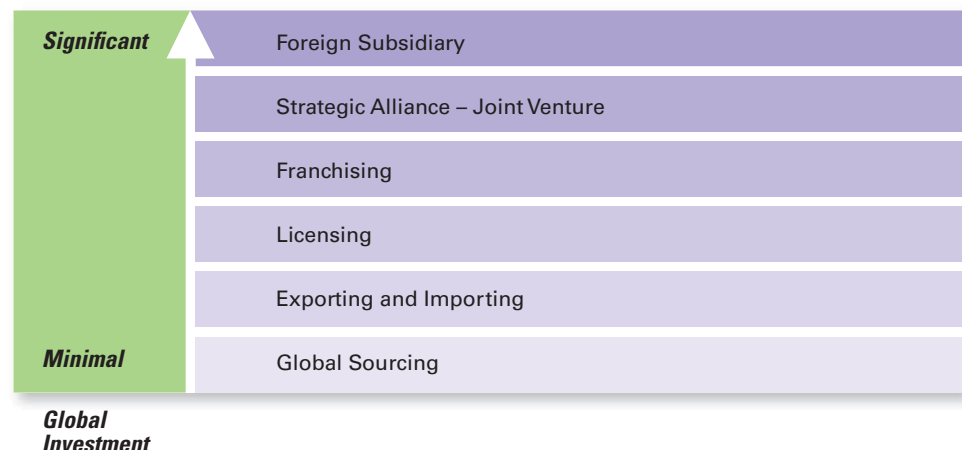 Significant
Foreign Subsidiary
Strategic Alliance – Joint Venture
Franchising
Licensing
Exporting and Importing
Minimal
Global Sourcing
Global
Investment